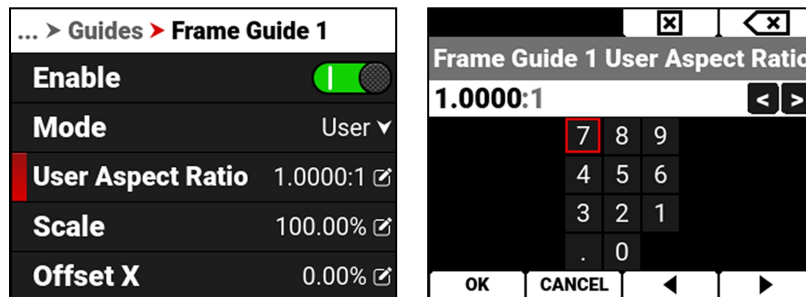 ... > Guides > Frame Guide 1
Enable
Mode User
User Aspect Ratio 1.0000:1
Scale 100.00%
Offset X 0.00%
Frame Guide 1 User Aspect Ratio
1.0000:1 < >
7 8 9
4 5 6
3 2 1
. 0
OK CANCEL